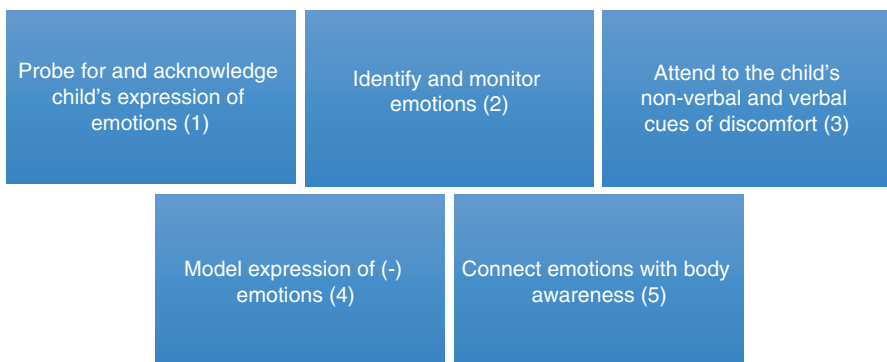 Probe for and acknowledge
child’s expression of
emotions (1)
Identify and monitor
emotions (2)
Attend to the child’s
non-verbal and verbal
cues of discomfort (3)
Model expression of (-)
emotions (4)
Connect emotions with body
awareness (5)